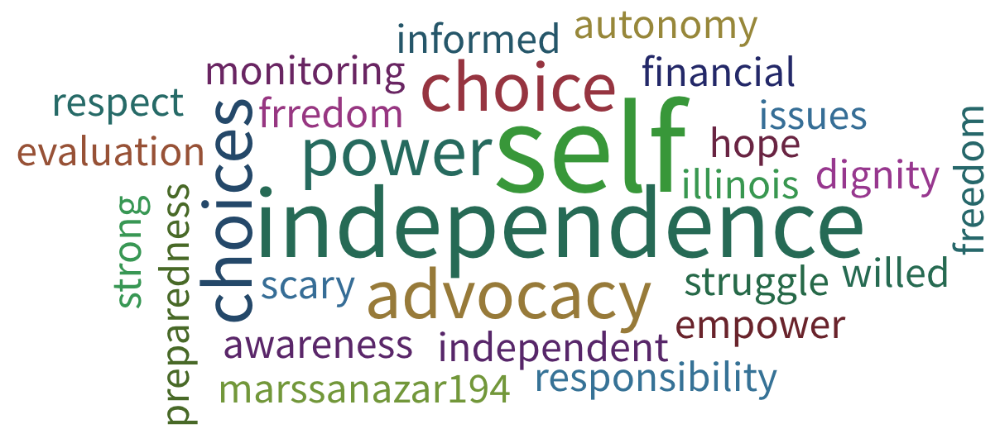 autonomy
informed
monitoring
choice
financial
respect
frredom
self
issues
evaluation
choices
power
hope
illinois
dignity
freedom
strong
preparedness
independence
scary
advocacy
struggle
willed
awareness
independent
empower
marssanazar194
responsibility